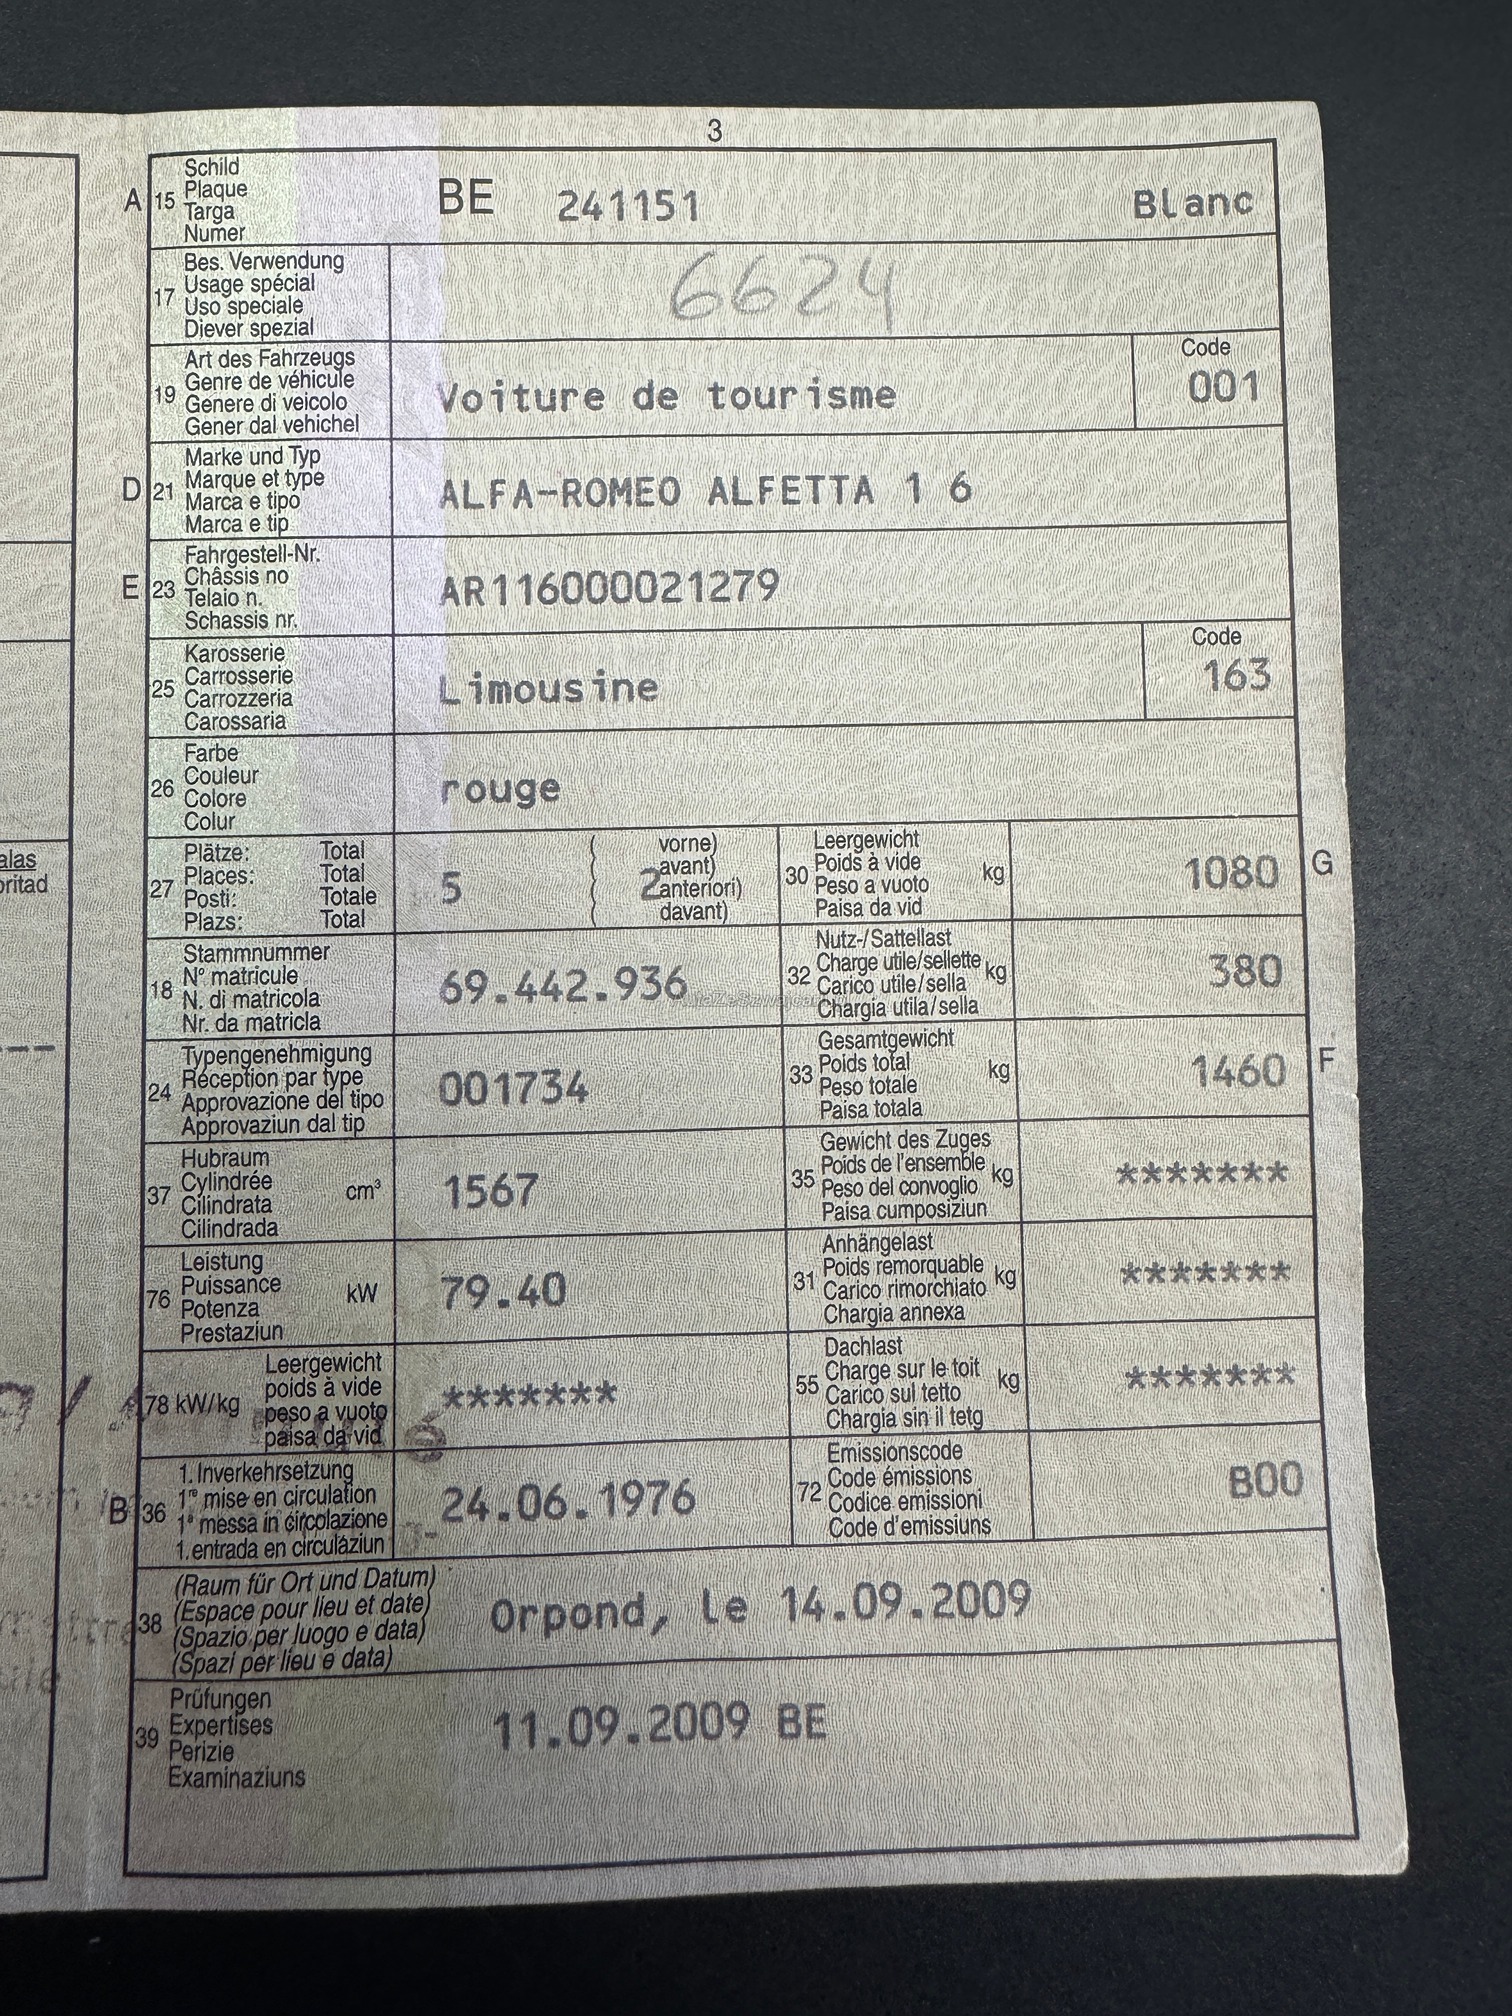 3
A 15 Schild
Plaque
Targa
Numer
BE 241151 Blanc
17 Bes. Verwendung
Usage spécial
Uso speciale
Diever spezial
6624
19 Art des Fahrzeugs
Genre de véhicule
Genere di veicolo
Gener dal vehichel
Voiture de tourisme
Code
001
D 21 Marke und Typ
Marque et type
Marca e tipo
Marca e tip
ALFA-ROMEO ALFETTA 1 6
E 23 Fahrgestell-Nr.
Châssis no
Telaio n.
Schassis nr.
AR116000021279
25 Karosserie
Carrosserie
Carrozzeria
Carossaria
Limousine
Code
163
26 Farbe
Couleur
Colore
Colur
rouge
27 Plätze: Total
Places: Total
Posti: Totale
Plazs: Total
5
2
vorne)
avant)
anteriori)
davant)
30 Leergewicht
Poids à vide kg
Peso a vuoto
Paisa da vid
1080 G
18 Stammnummer
N° matricule
N. di matricola
Nr. da matricla
69.442.936
32 Nutz-/Sattellast
Charge utile/sellette kg
Carico utile/sella
Chargia utila/sella
380
24 Typengenehmigung
Réception par type
Approvazione del tipo
Approvaziun dal tip
001734
33 Gesamtgewicht
Poids total kg
Peso totale
Paisa totala
1460 F
37 Hubraum
Cylindrée cm³
Cilindrata
Cilindrada
1567
35 Gewicht des Zuges
Poids de l'ensemble kg
Peso del convoglio
Paisa cumposiziun
*******
76 Leistung
Puissance kW
Potenza
Prestaziun
79.40
31 Anhängelast
Poids remorquable kg
Carico rimorchiato
Chargia annexa
*******
78 kW/kg Leergewicht
poids à vide
peso a vuoto
paisa da vid
*******
55 Dachlast
Charge sur le toit kg
Carico sul tetto
Chargia sin il tetg
*******
B 36 1. Inverkehrsetzung
1re mise en circulation
1a messa in circolazione
1. entrada en circulaziun
24.06.1976
72 Emissionscode
Code émissions
Codice emissioni
Code d'emissiuns
B00
38 (Raum für Ort und Datum)
(Espace pour lieu et date)
(Spazio per luogo e data)
(Spazi per lieu e data)
Orpond, le 14.09.2009
39 Prüfungen
Expertises
Perizie
Examinaziuns
11.09.2009 BE